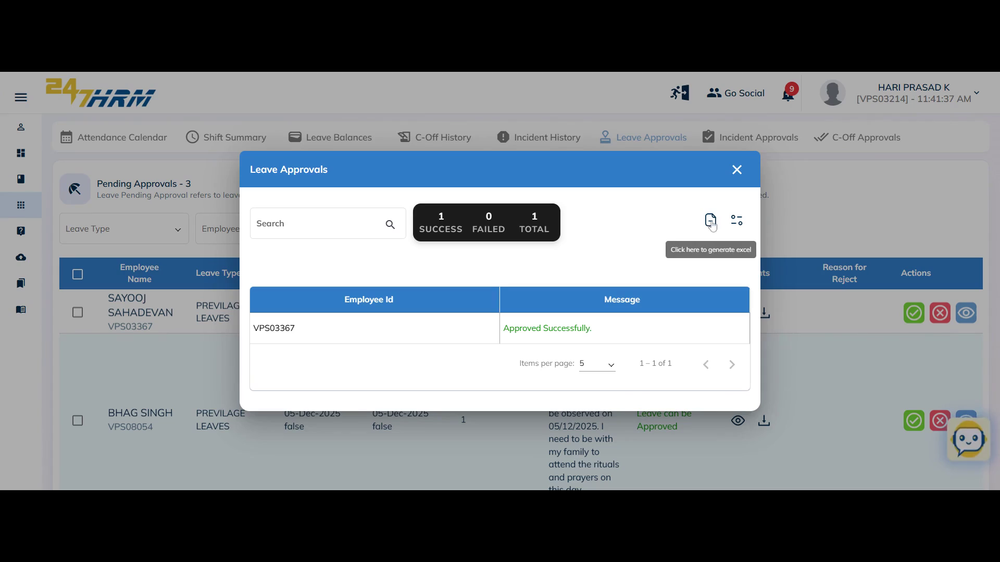 247HRM
Go Social
9
HARI PRASAD K
[VPS03214] - 11:41:37 AM
Attendance Calendar
Shift Summary
Leave Balances
C-Off History
Incident History
Leave Approvals
Incident Approvals
C-Off Approvals
Pending Approvals - 3
Leave Pending Approval refers to leav
ed.
Leave Type
Employee
Leave Approvals
Search
1 0 1
SUCCESS FAILED TOTAL
Click here to generate excel
Employee Id Message
VPS03367 Approved Successfully.
Items per page: 5 1 – 1 of 1
Employee
Name
Leave Type
nts
Reason for
Reject
Actions
SAYOOJ
SAHADEVAN
VPS03367
PREVILAGE
LEAVES
BHAG SINGH
VPS08054
PREVILAGE
LEAVES
05-Dec-2025
false
05-Dec-2025
false
1
be observed on
05/12/2025. I
need to be with
my family to
attend the rituals
and prayers on
this day
Leave can be
Approved